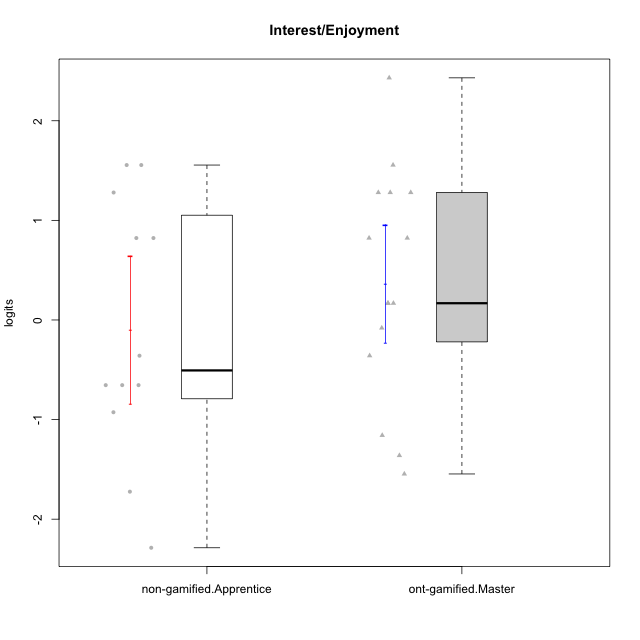 Interest/Enjoyment
2
1
0
-1
-2
logits
non-gamified.Apprentice
ont-gamified.Master